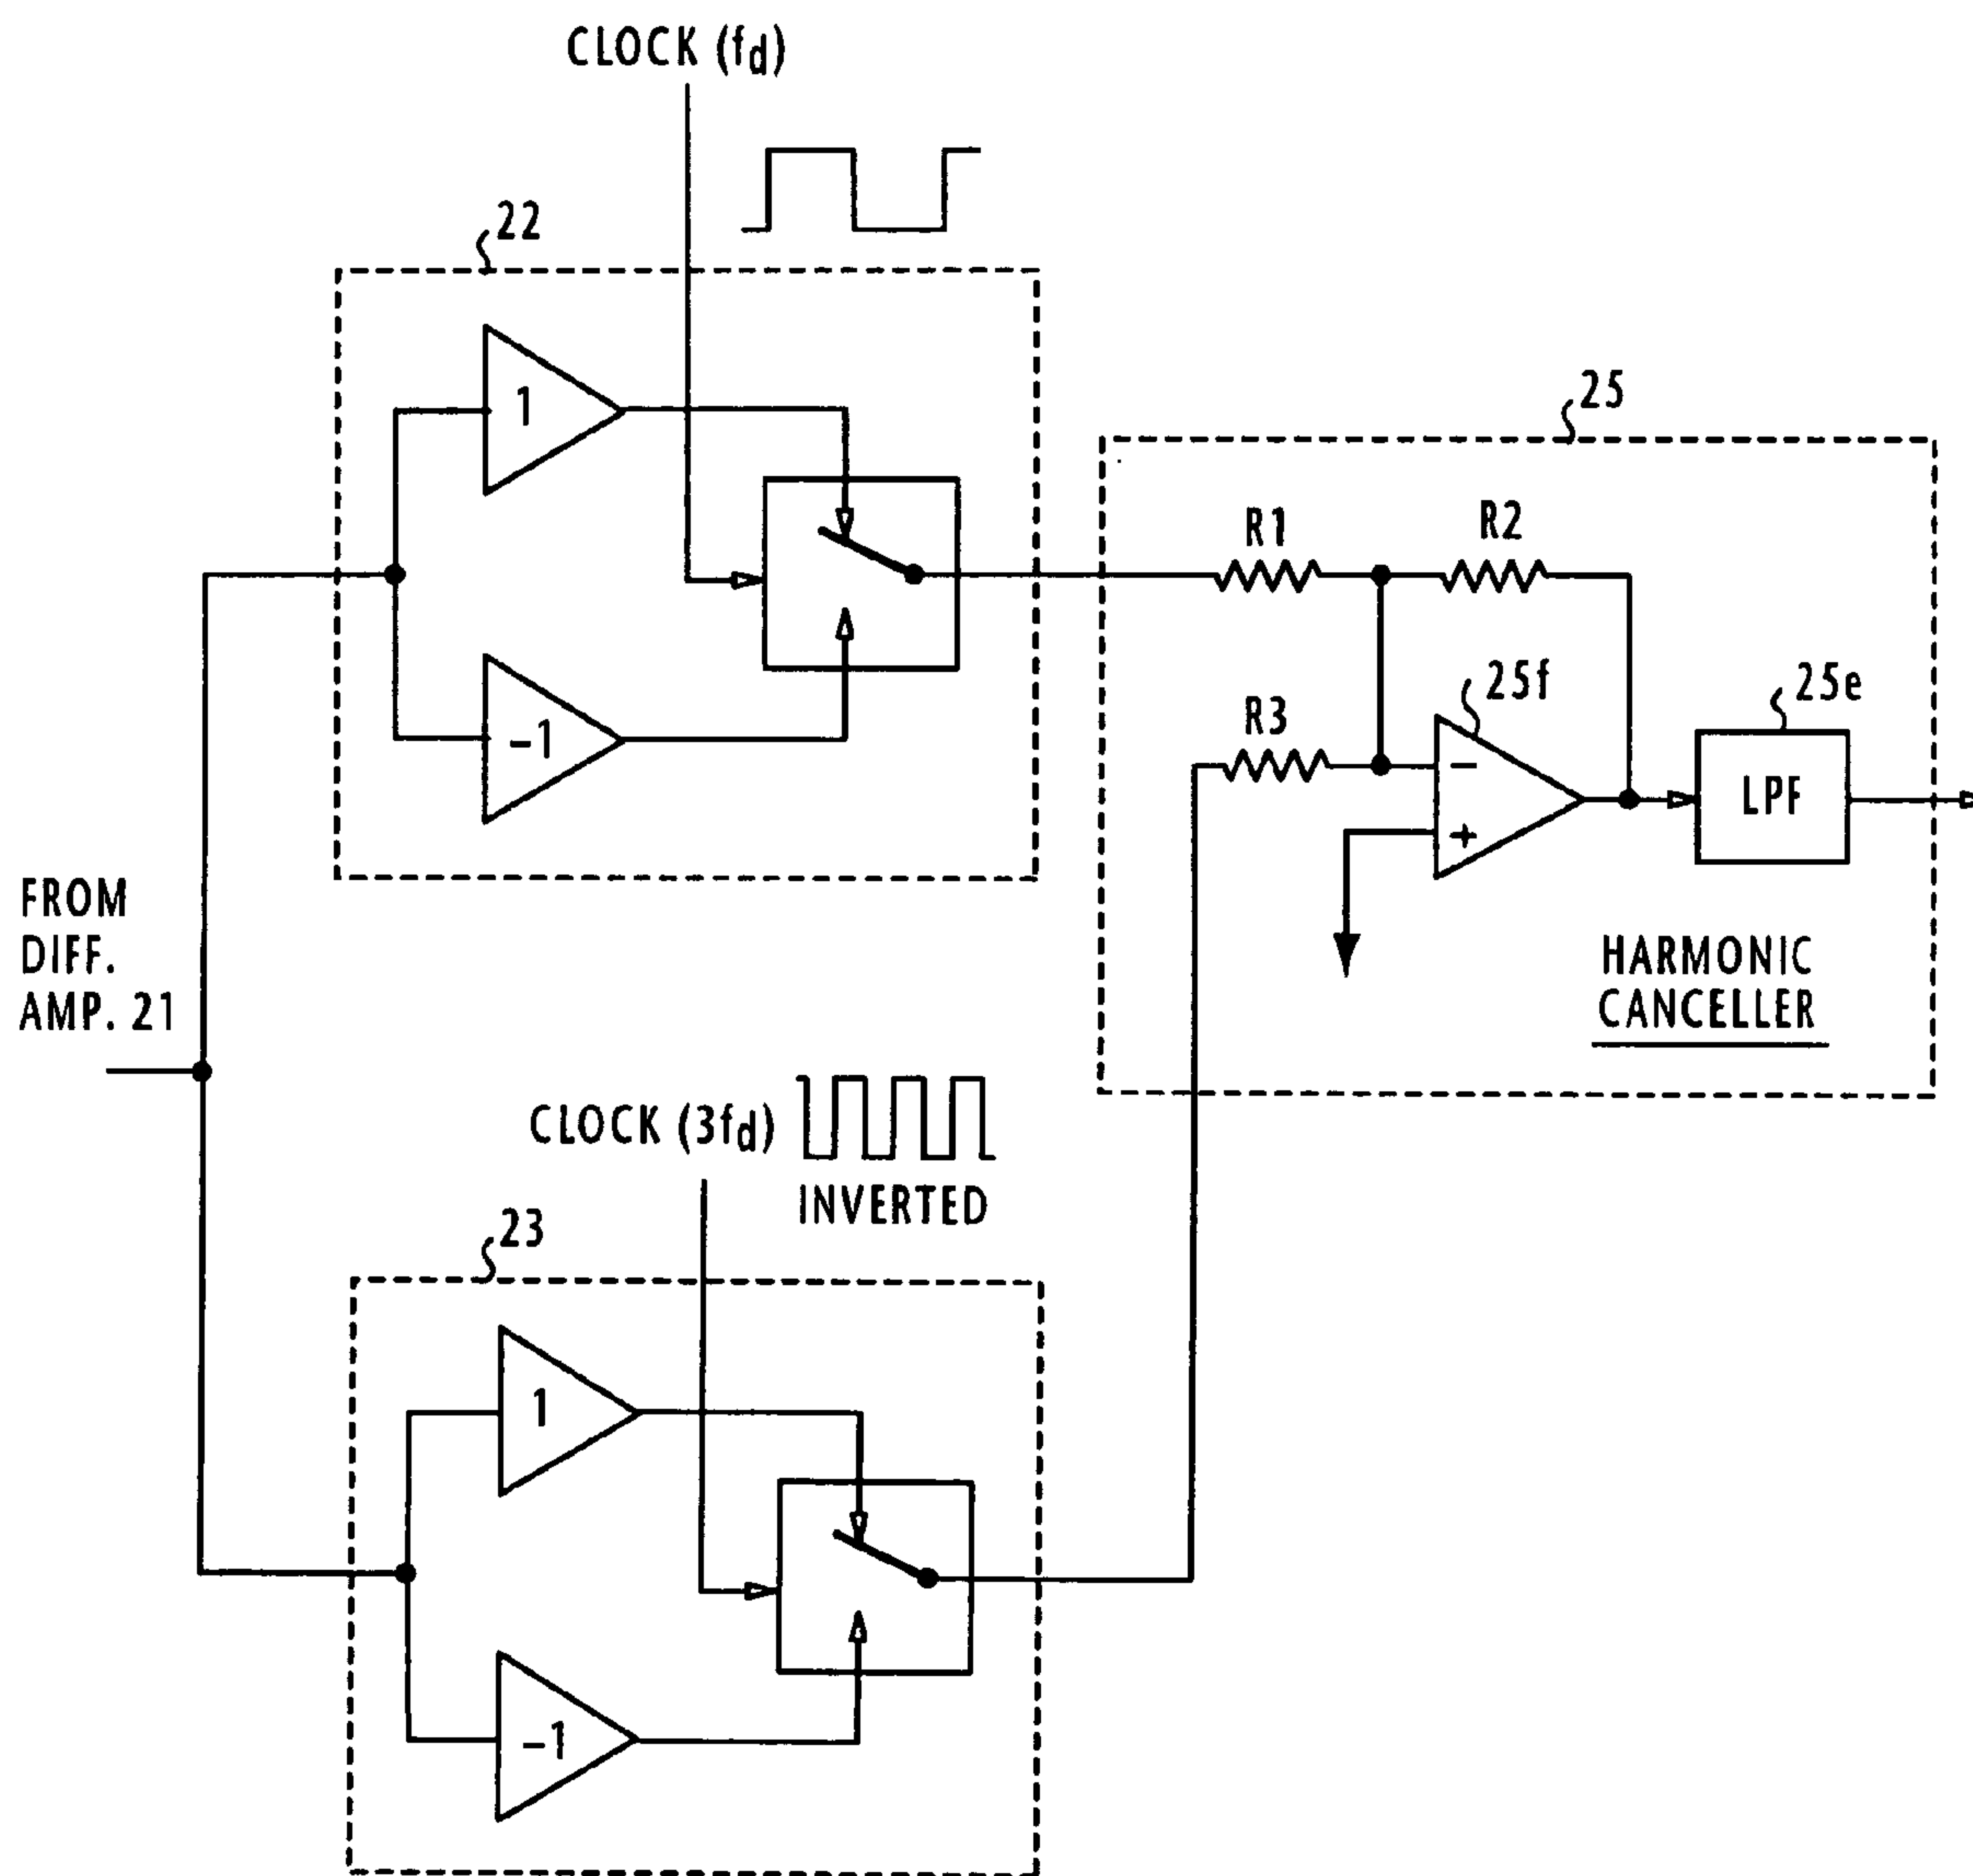 CLOCK (fd)
22
1
-1
25
R1
R2
R3
25f
25e
-
+
LPF
HARMONIC
CANCELLER
FROM
DIFF.
AMP. 21
CLOCK (3fd)
INVERTED
23
1
-1